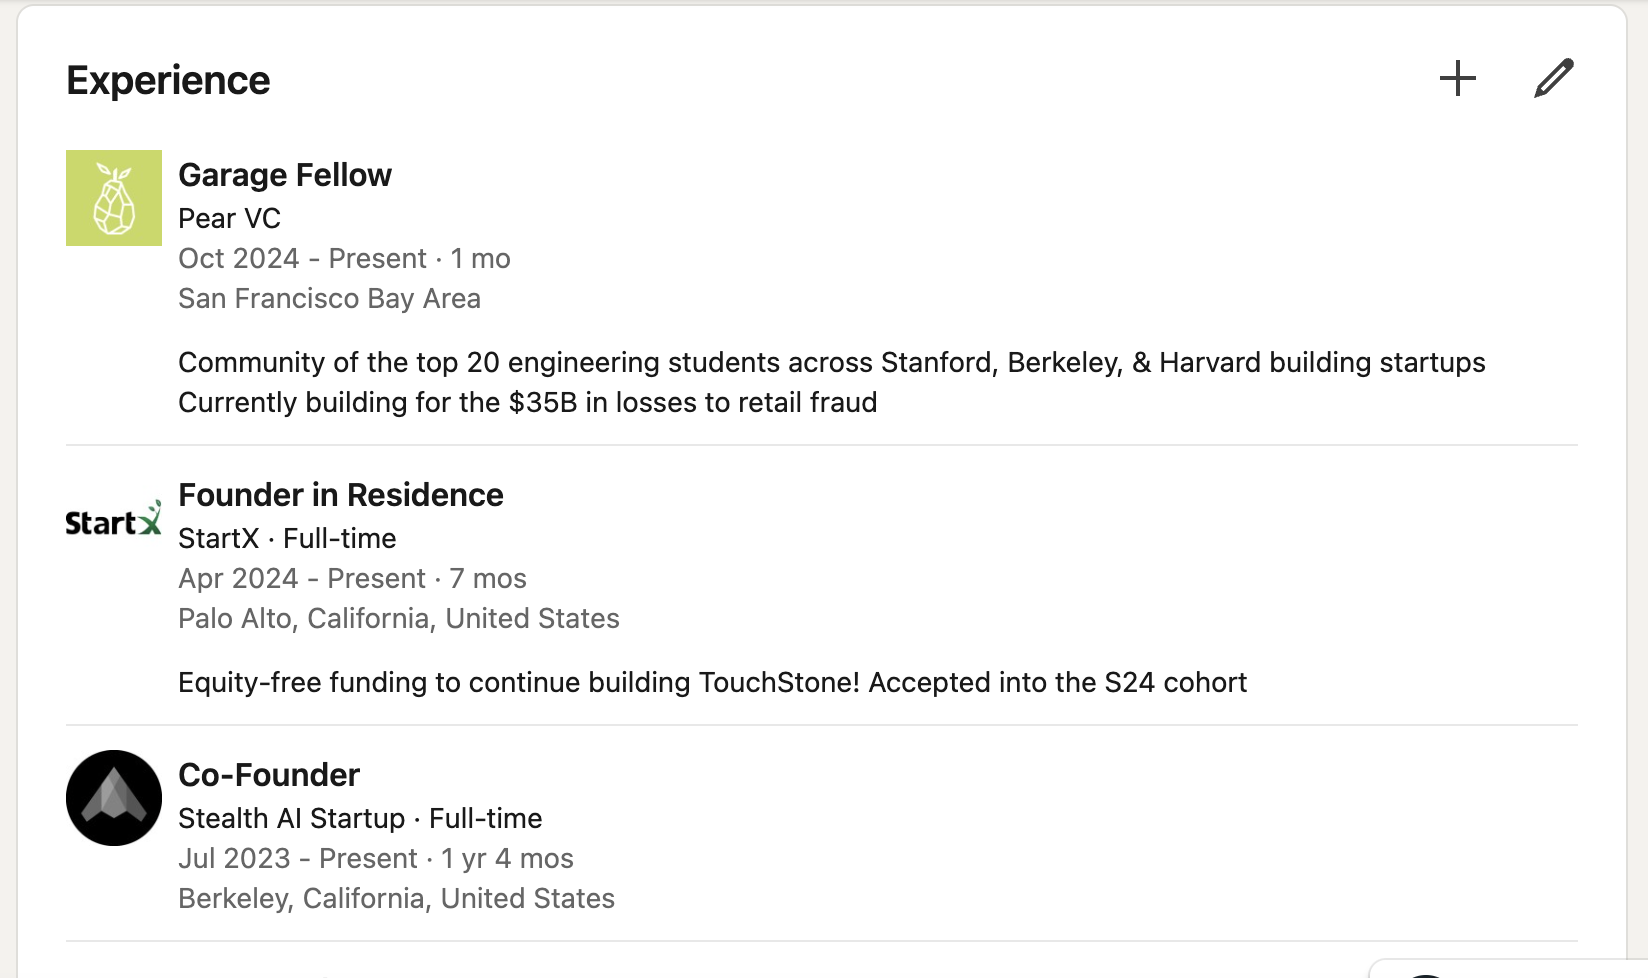 Experience
Garage Fellow
Pear VC
Oct 2024 - Present · 1 mo
San Francisco Bay Area
Community of the top 20 engineering students across Stanford, Berkeley, & Harvard building startups
Currently building for the $35B in losses to retail fraud
StartX
Founder in Residence
StartX · Full-time
Apr 2024 - Present · 7 mos
Palo Alto, California, United States
Equity-free funding to continue building TouchStone! Accepted into the S24 cohort
Co-Founder
Stealth AI Startup · Full-time
Jul 2023 - Present · 1 yr 4 mos
Berkeley, California, United States